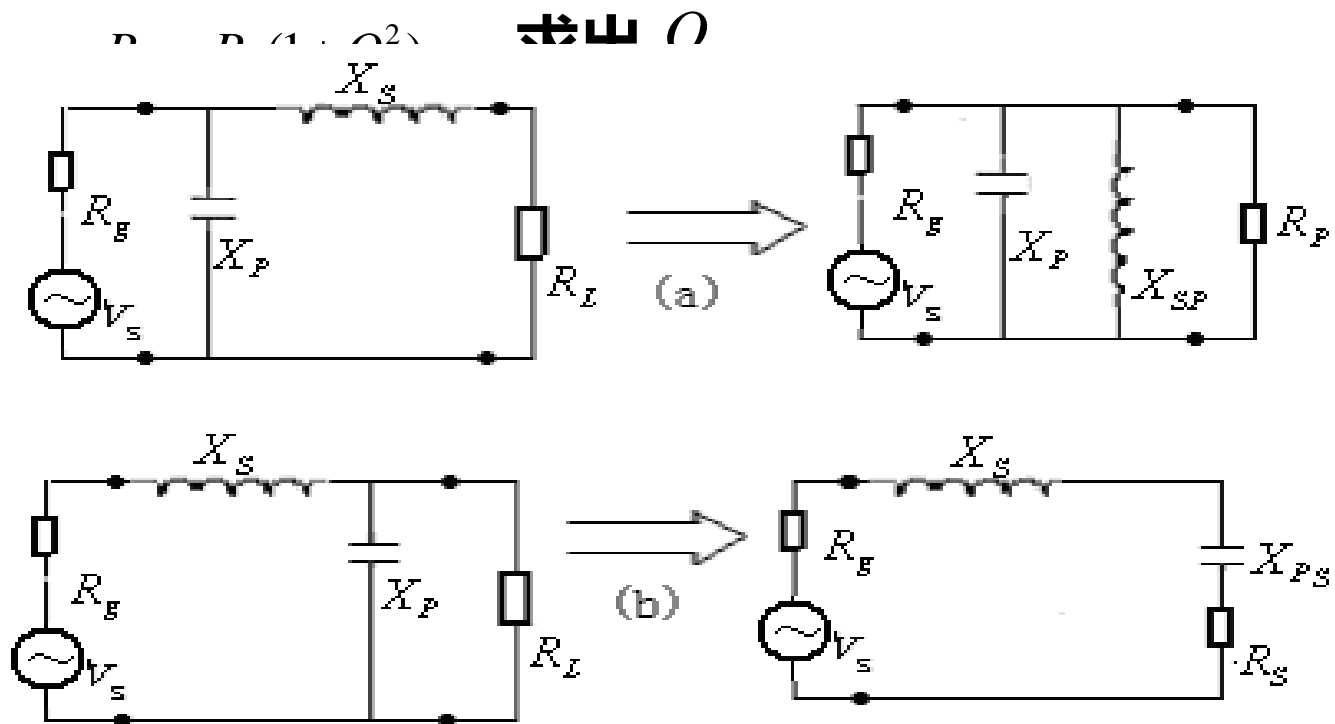 求出 Q
X_S
R_g
X_P
R_L
V_s
(a)
R_g
X_P
X_SP
R_P
V_s
X_S
R_g
X_P
R_L
V_s
(b)
X_S
R_g
X_PS
R_S
V_s